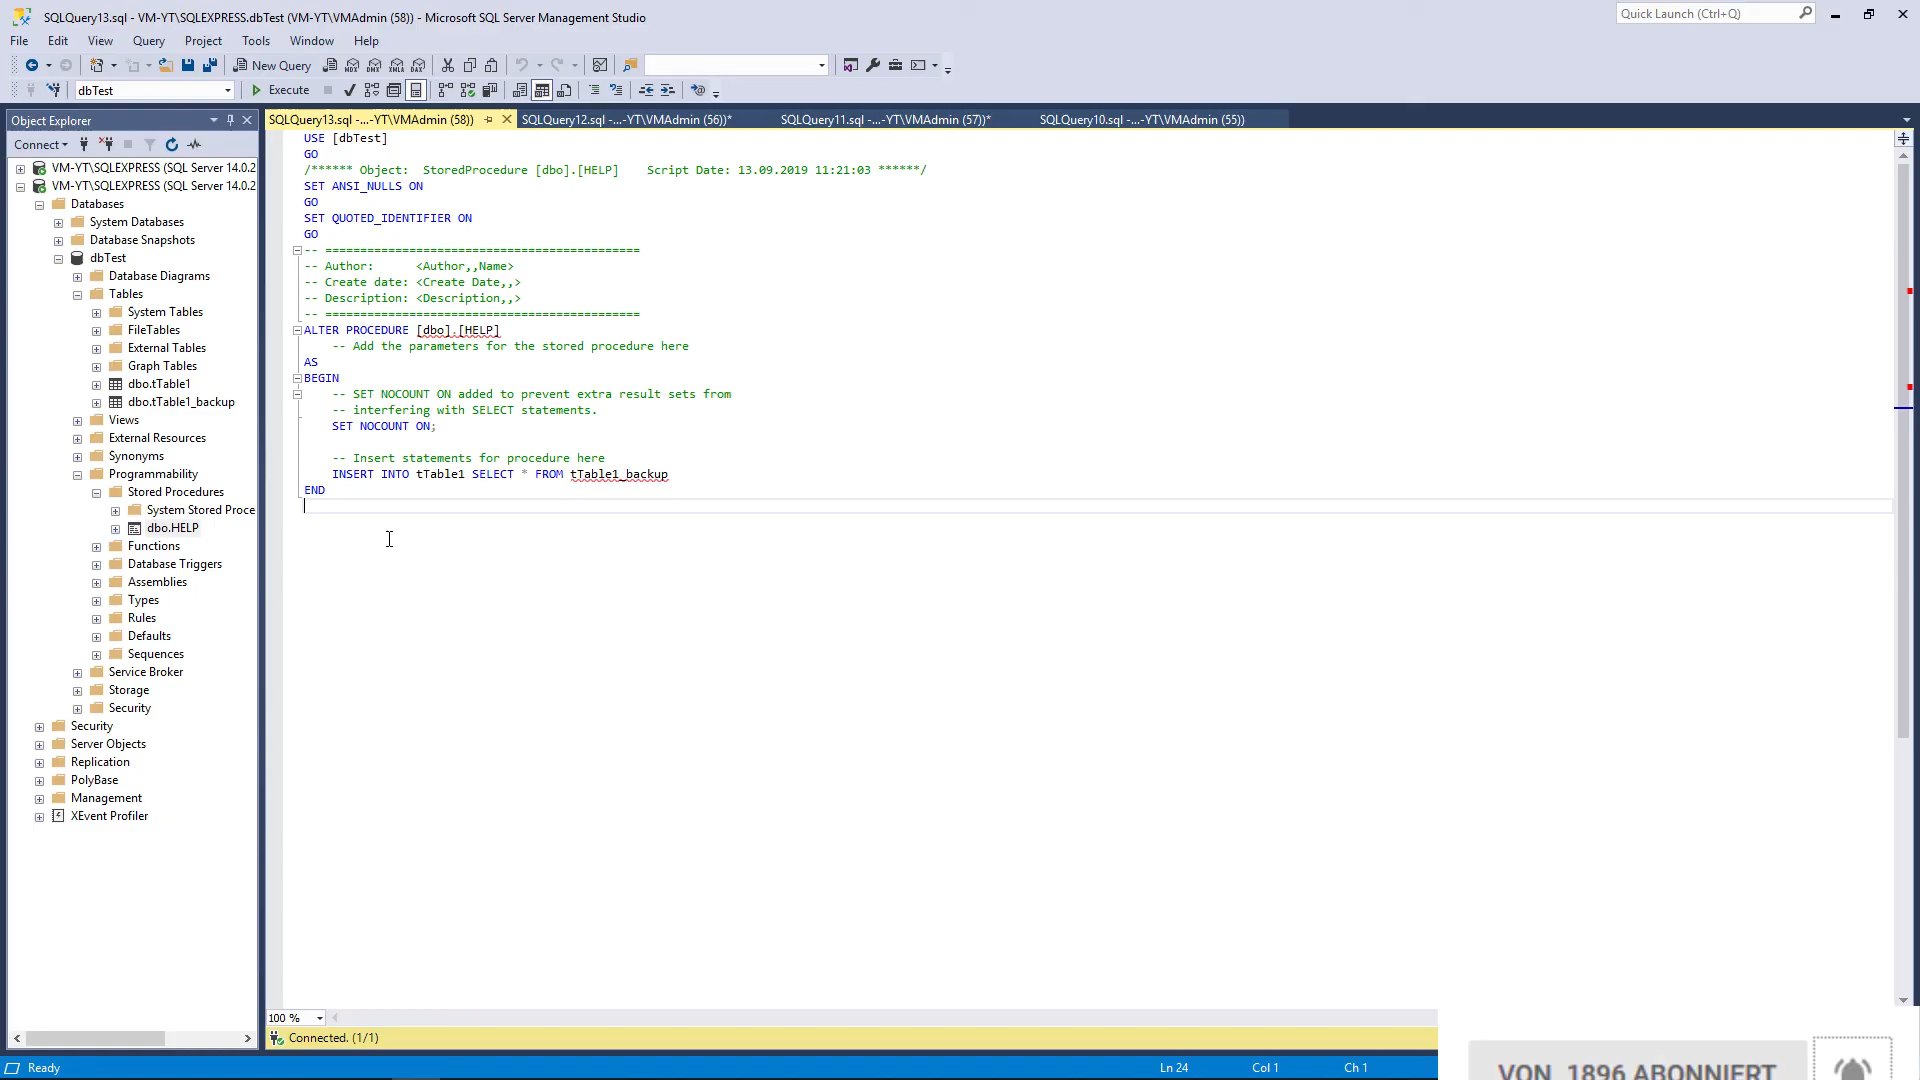 SQLQuery13.sql - VM-YT\SQLEXPRESS.dbTest (VM-YT\VMAdmin (58)) - Microsoft SQL Server Management Studio
Quick Launch (Ctrl+Q)
File Edit View Query Project Tools Window Help
New Query
dbTest
Execute
Object Explorer
Connect
VM-YT\SQLEXPRESS (SQL Server 14.0.2
VM-YT\SQLEXPRESS (SQL Server 14.0.2
Databases
System Databases
Database Snapshots
dbTest
Database Diagrams
Tables
System Tables
FileTables
External Tables
Graph Tables
dbo.tTable1
dbo.tTable1_backup
Views
External Resources
Synonyms
Programmability
Stored Procedures
System Stored Proce
dbo.HELP
Functions
Database Triggers
Assemblies
Types
Rules
Defaults
Sequences
Service Broker
Storage
Security
Security
Server Objects
Replication
PolyBase
Management
XEvent Profiler
SQLQuery13.sql -...-YT\VMAdmin (58)) SQLQuery12.sql -...-YT\VMAdmin (56))* SQLQuery11.sql -...-YT\VMAdmin (57))* SQLQuery10.sql -...-YT\VMAdmin (55))
USE [dbTest]
GO
/****** Object:  StoredProcedure [dbo].[HELP]    Script Date: 13.09.2019 11:21:03 ******/
SET ANSI_NULLS ON
GO
SET QUOTED_IDENTIFIER ON
GO
-- =============================================
-- Author:      <Author,,Name>
-- Create date: <Create Date,,>
-- Description: <Description,,>
-- =============================================
ALTER PROCEDURE [dbo].[HELP]
-- Add the parameters for the stored procedure here
AS
BEGIN
-- SET NOCOUNT ON added to prevent extra result sets from
-- interfering with SELECT statements.
SET NOCOUNT ON;
-- Insert statements for procedure here
INSERT INTO tTable1 SELECT * FROM tTable1_backup
END
100 %
Connected. (1/1)
Ready
Ln 24 Col 1 Ch 1
VON 1896 ABONNIERT